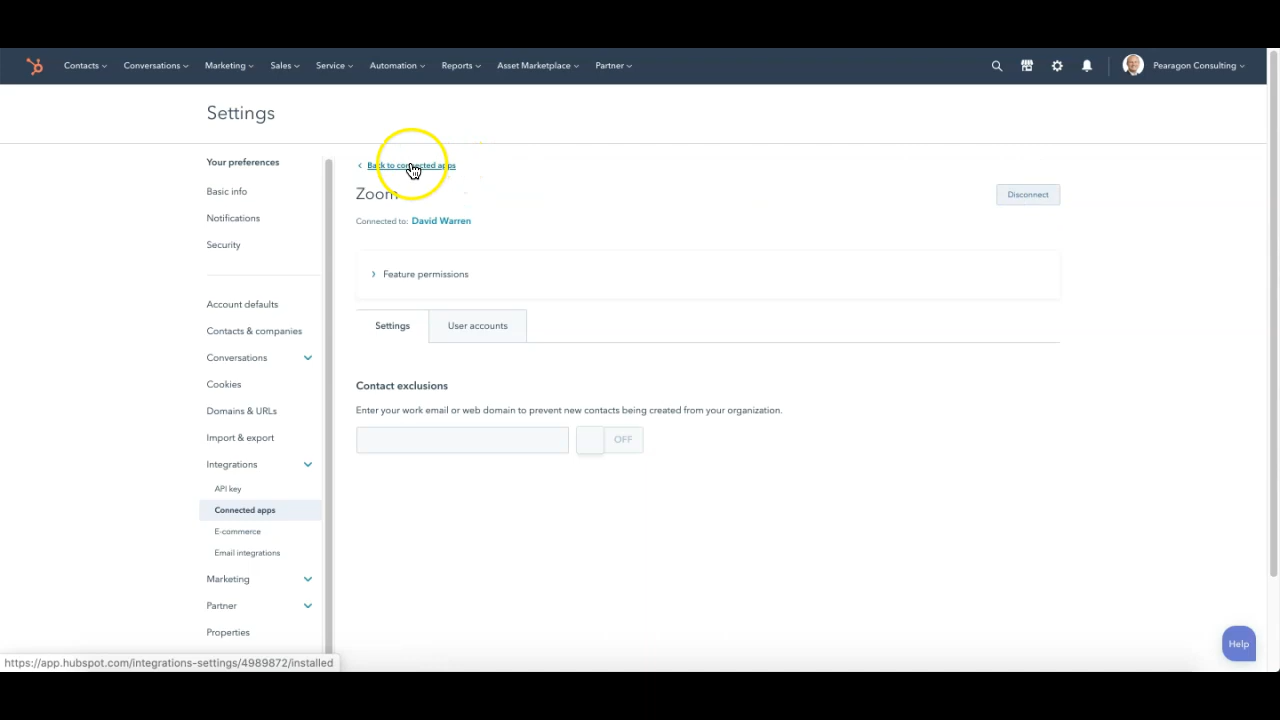 Contacts Conversations Marketing Sales Service Automation Reports Asset Marketplace Partner Pearagon Consulting
Settings
Your preferences
Basic info
Notifications
Security
Account defaults
Contacts & companies
Conversations
Cookies
Domains & URLs
Import & export
Integrations
API key
Connected apps
E-commerce
Email integrations
Marketing
Partner
Properties
Back to connected apps
Zoom
Disconnect
Connected to: David Warren
Feature permissions
Settings User accounts
Contact exclusions
Enter your work email or web domain to prevent new contacts being created from your organization.
OFF
Help
https://app.hubspot.com/integrations-settings/4989872/installed